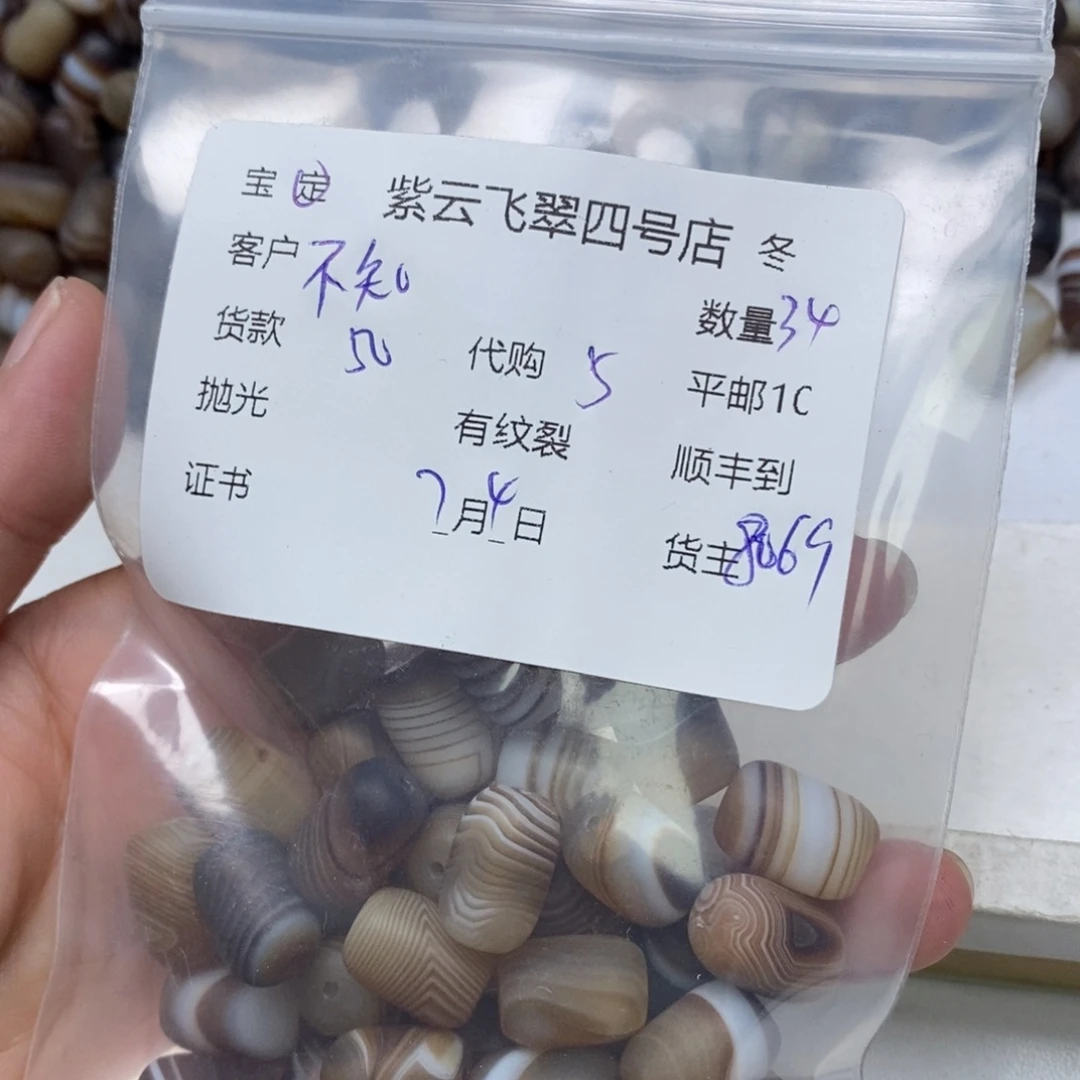 宝 定 紫云飞翠四号店 冬
客户 不知 数量 34
货款 50 代购 5 平邮1C
抛光 有纹裂 顺丰到
证书 7月4日 货主 8069